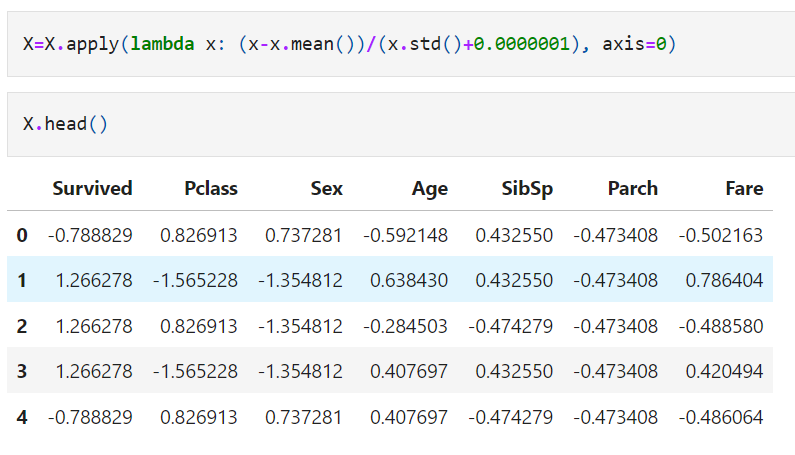 X=X.apply(lambda x: (x-x.mean())/(x.std()+0.0000001), axis=0)
X.head()
Survived Pclass Sex Age SibSp Parch Fare
0 -0.788829 0.826913 0.737281 -0.592148 0.432550 -0.473408 -0.502163
1 1.266278 -1.565228 -1.354812 0.638430 0.432550 -0.473408 0.786404
2 1.266278 0.826913 -1.354812 -0.284503 -0.474279 -0.473408 -0.488580
3 1.266278 -1.565228 -1.354812 0.407697 0.432550 -0.473408 0.420494
4 -0.788829 0.826913 0.737281 0.407697 -0.474279 -0.473408 -0.486064